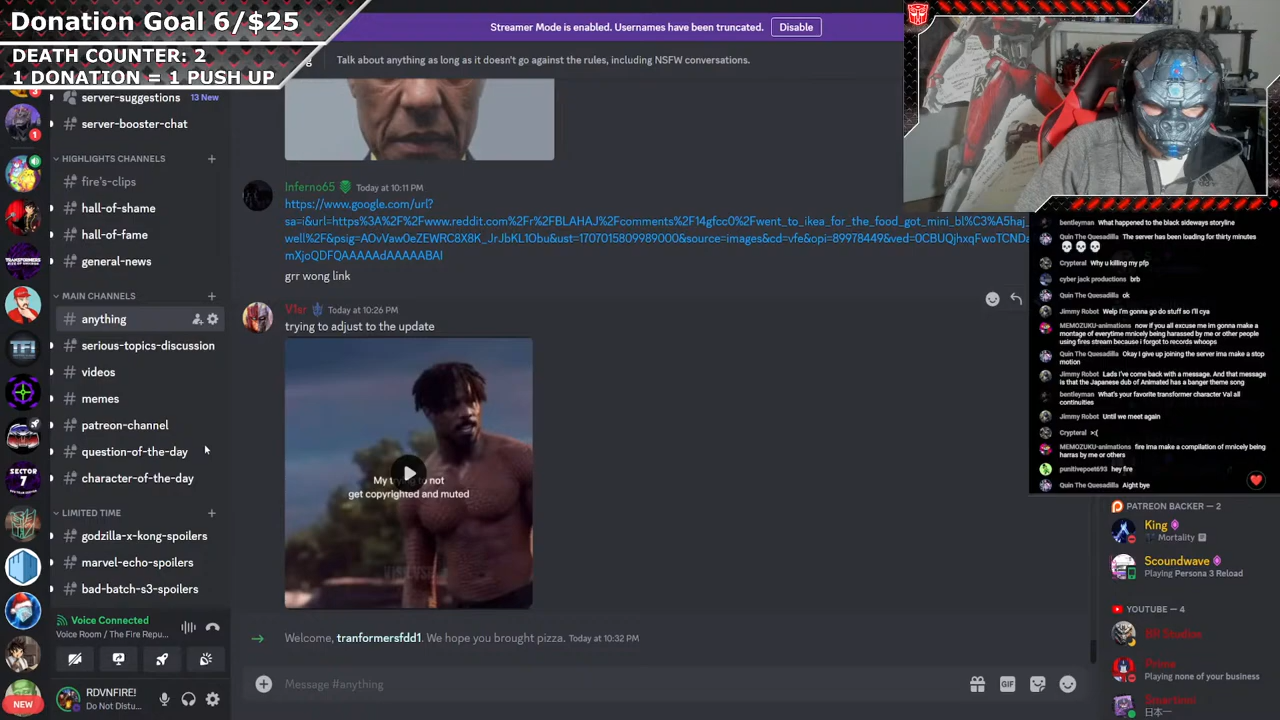 Donation Goal 6/$25
DEATH COUNTER: 2
1 DONATION = 1 PUSH UP
Streamer Mode is enabled. Usernames have been truncated.
Disable
Talk about anything as long as it doesn't go against the rules, including NSFW conversations.
server-suggestions 13 New
server-booster-chat
HIGHLIGHTS CHANNELS
fire's-clips
hall-of-shame
hall-of-fame
general-news
MAIN CHANNELS
anything
serious-topics-discussion
videos
memes
patreon-channel
question-of-the-day
character-of-the-day
LIMITED TIME
godzilla-x-kong-spoilers
marvel-echo-spoilers
bad-batch-s3-spoilers
Voice Connected
Voice Room / The Fire Repu...
RDVNFIRE!
Do Not Distu...
TFI
SECTOR
7
NEW
Inferno65 Today at 10:11 PM
https://www.google.com/url?
sa=i&url=https%3A%2F%2Fwww.reddit.com%2Fr%2FBLAHAJ%2Fcomments%2F14gfcc0%2Fwent_to_ikea_for_the_food_got_mini_bl%C3%A5haj_
well%2F&psig=AOvVaw0eZEWRC8X8K_JrJbKL1Obu&ust=1707015809989000&source=images&cd=vfe&opi=89978449&ved=0CBUQjhxqFwoTCNDa
mXjoQDFQAAAAAdAAAAABAI
grr wong link
V1er Today at 10:26 PM
trying to adjust to the update
get copyrighted and muted
Welcome, tranformersfdd1. We hope you brought pizza. Today at 10:32 PM
Message #anything
GIF
bentleyman What happened to the black sideways storyline
Quin The Quesadilla The server has been loading for thirty minutes
💀💀💀
Crypteral Why u killing my pfp
cyber jack productions brb
Quin The Quesadilla ok
Jimmy Robot Welp I'm gonna go do stuff so I'll cya
MEMOZUKU-animations now if you all excuse me im gonna make a
montage of everytime mnicely being harassed by me or other people
using fires stream because i forgot to records whoops
Quin The Quesadilla Okay I give up joining the server ima make a stop
motion
Jimmy Robot Lads I've come back with a message. And that message
is that the Japanese dub of Animated has a banger theme song
bentleyman What's your favorite transformer character Val all
continuities
Jimmy Robot Until we meet again
Crypteral >:(
MEMOZUKU-animations fire Ima make a compilation of mnicely being
harras by me or others
punitivepoet693 hey fire
Quin The Quesadilla Aight bye
PATREON BACKER — 2
King
Mortality
Scoundwave
Playing Persona 3 Reload
YOUTUBE — 4
Prime
Playing none of your business
日本一